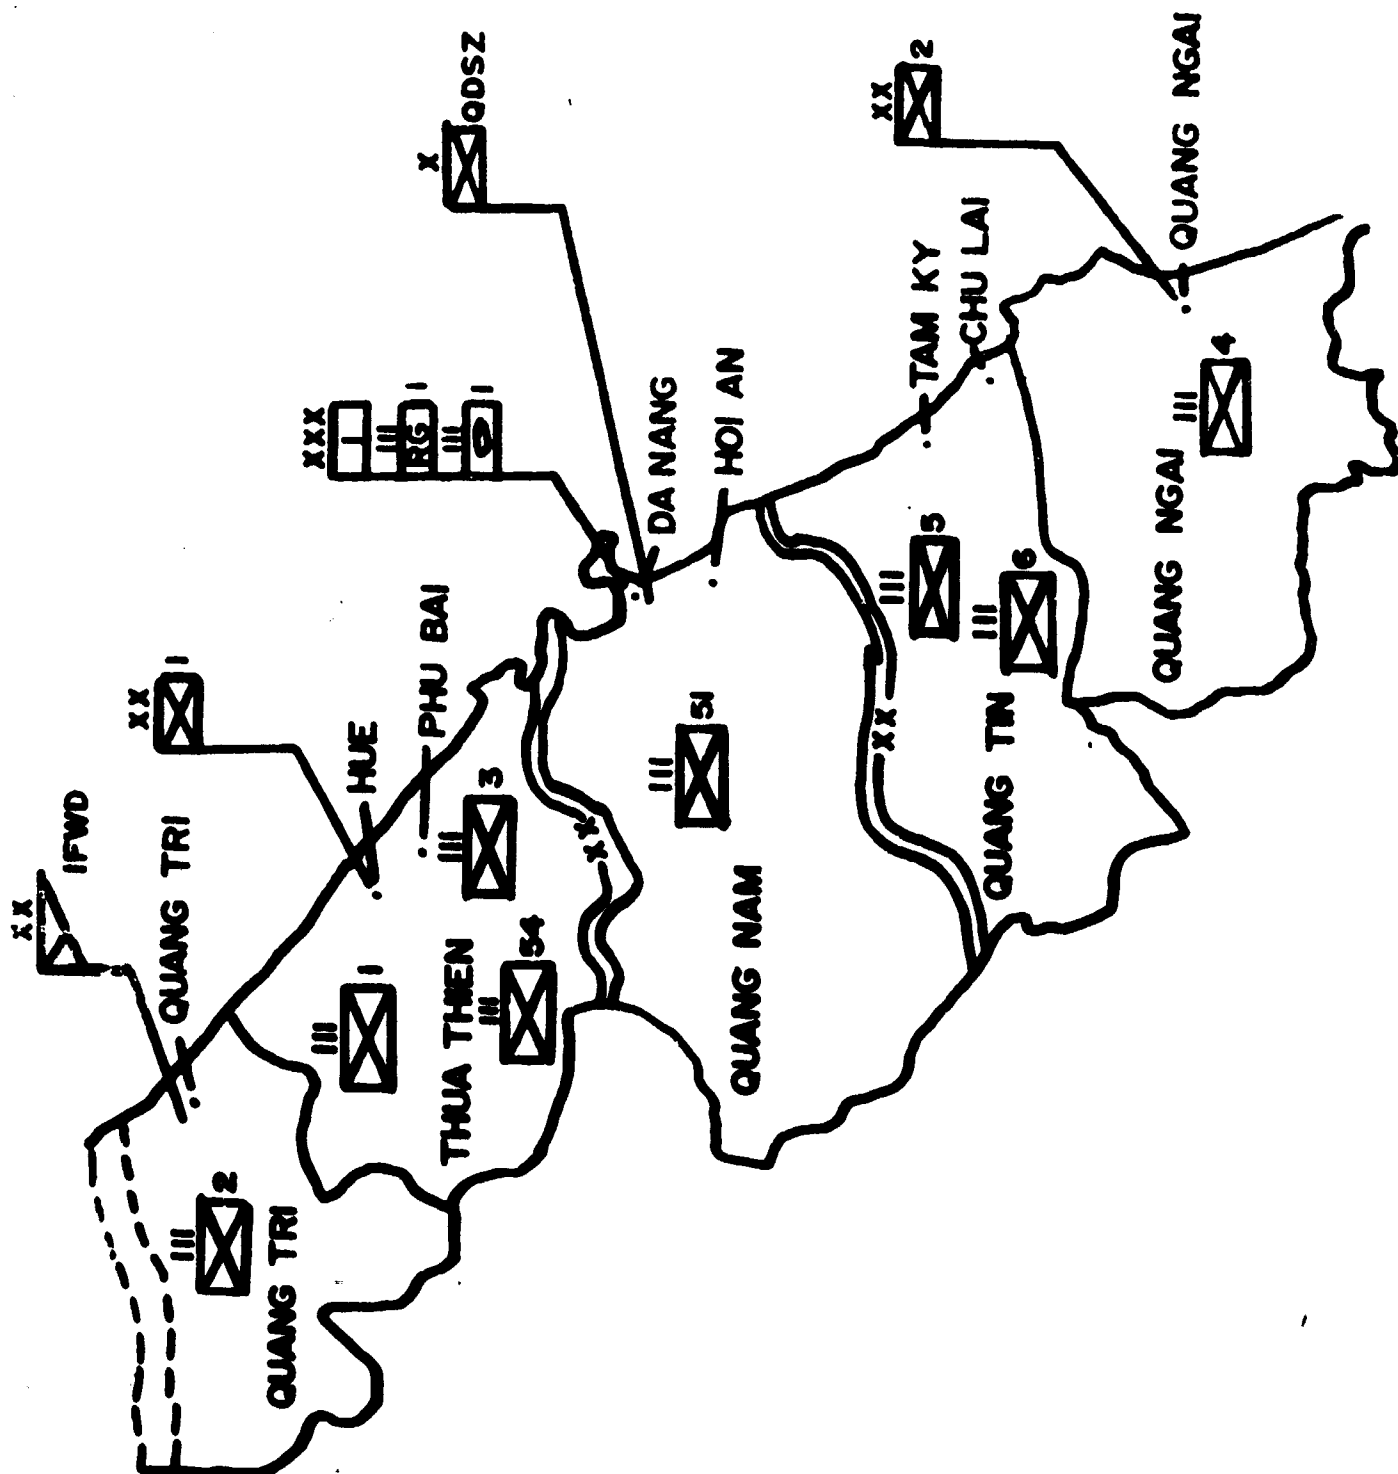 XX
IFWD
QUANG TRI
XX
1
HUE
PHU BAI
XXX
I
III
RG
1
III
1
X
QDSZ
DA NANG
HOI AN
TAM KY
CHU LAI
XX
2
QUANG NGAI
III
2
QUANG TRI
III
1
THUA THIEN
III
3
III
54
XX
III
51
QUANG NAM
XX
III
5
III
6
QUANG TIN
III
4
QUANG NGAI